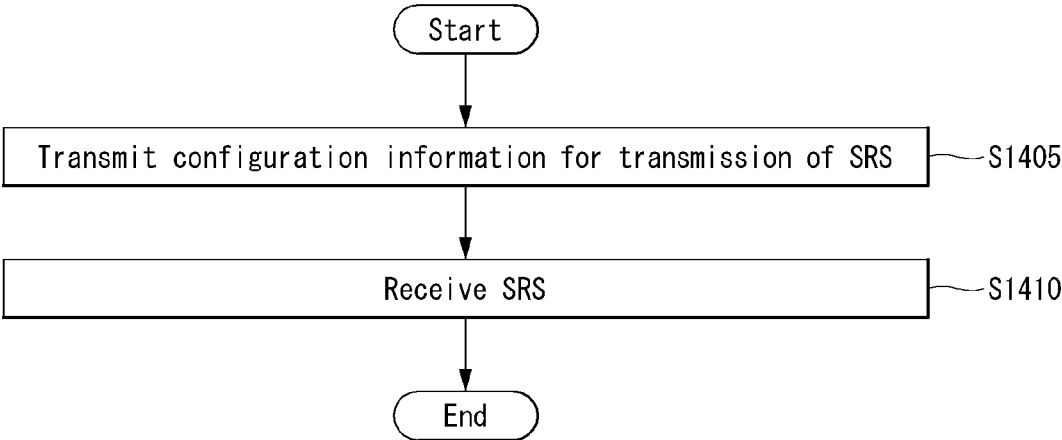 Start
Transmit configuration information for transmission of SRS
S1405
Receive SRS
S1410
End